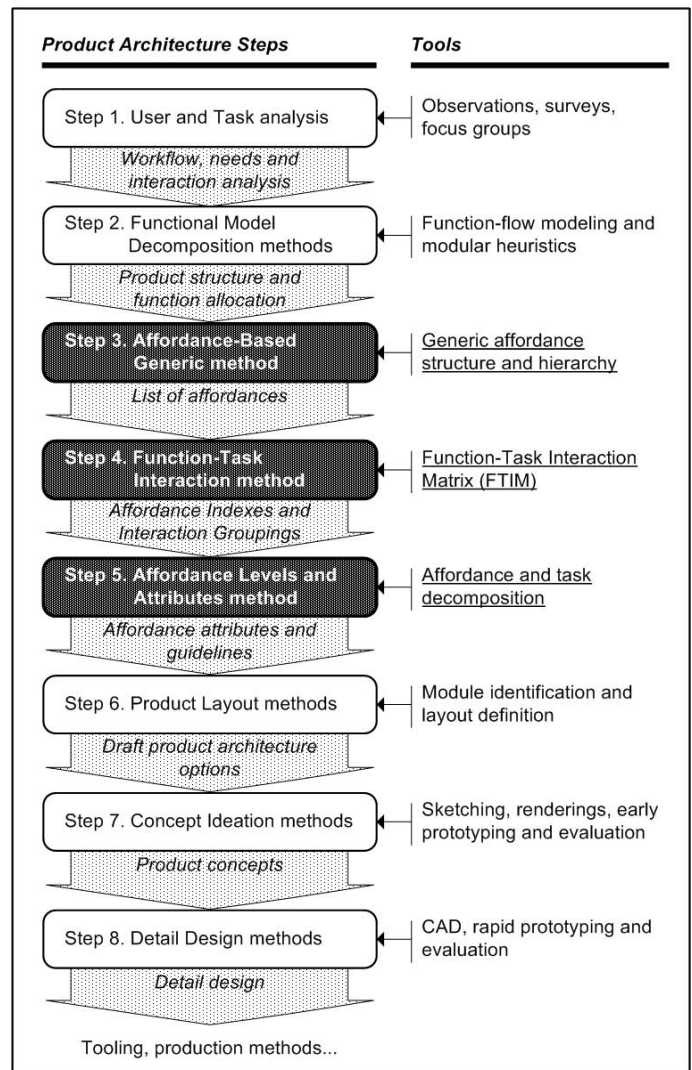 Product Architecture Steps
Tools
Step 1. User and Task analysis
Observations, surveys,
focus groups
Workflow, needs and
interaction analysis
Step 2. Functional Model
Decomposition methods
Function-flow modeling and
modular heuristics
Product structure and
function allocation
Step 3. Affordance-Based
Generic method
Generic affordance
structure and hierarchy
List of affordances
Step 4. Function-Task
Interaction method
Function-Task Interaction
Matrix (FTIM)
Affordance Indexes and
Interaction Groupings
Step 5. Affordance Levels and
Attributes method
Affordance and task
decomposition
Affordance attributes and
guidelines
Step 6. Product Layout methods
Module identification and
layout definition
Draft product architecture
options
Step 7. Concept Ideation methods
Sketching, renderings, early
prototyping and evaluation
Product concepts
Step 8. Detail Design methods
CAD, rapid prototyping and
evaluation
Detail design
Tooling, production methods...